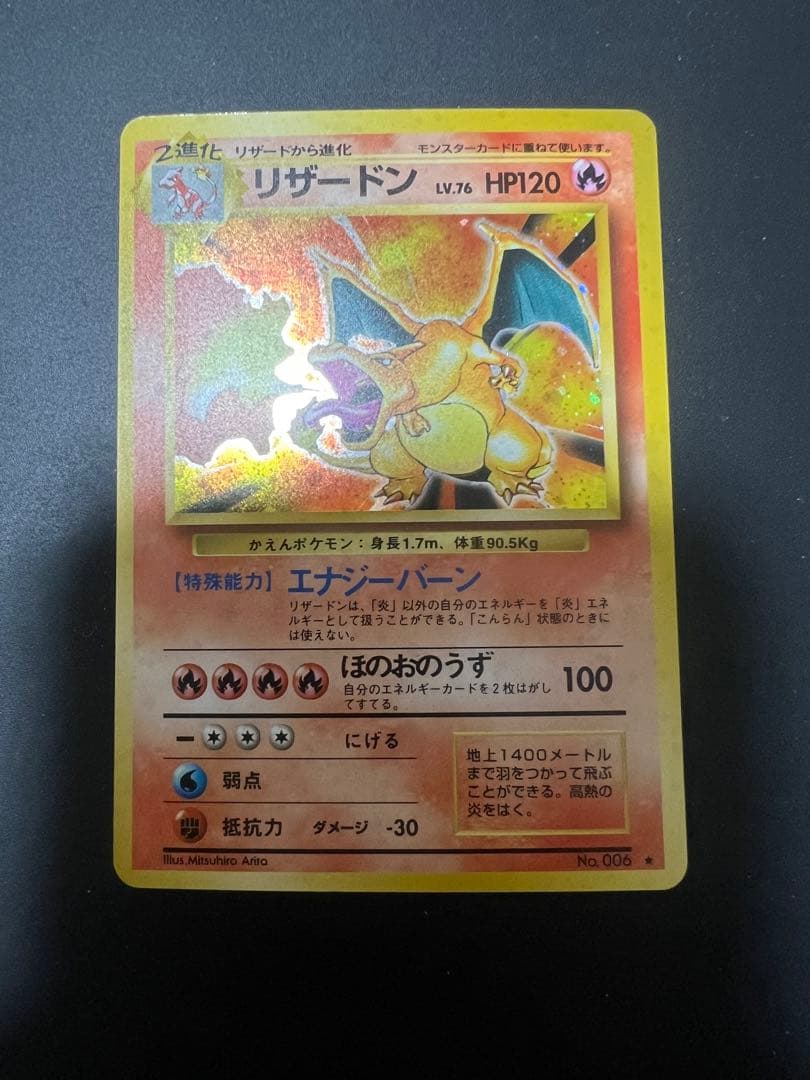 2進化 リザードから進化 モンスターカードに重ねて使います。
リザードン LV.76 HP120
かえんポケモン：身長1.7m、体重90.5Kg
【特殊能力】エナジーバーン
リザードンは、「炎」以外の自分のエネルギーを「炎」エネ
ルギーとして扱うことができる。「こんらん」状態のときに
は使えない。
ほのおのうず 100
自分のエネルギーカードを2枚はがし
てすてる。
ー にげる
弱点
抵抗力 ダメージ -30
地上1400メートル
まで羽をつかって飛ぶ
ことができる。高熱の
炎をはく。
Illus.Mitsuhiro Arita No. 006 ★